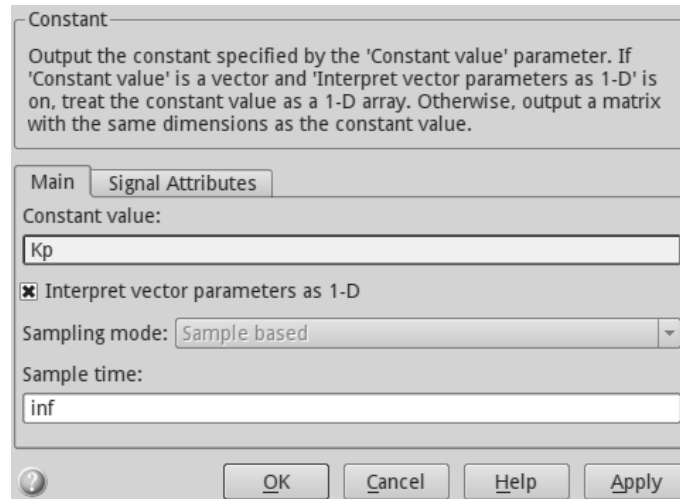 Constant
Output the constant specified by the 'Constant value' parameter. If
'Constant value' is a vector and 'Interpret vector parameters as 1-D' is
on, treat the constant value as a 1-D array. Otherwise, output a matrix
with the same dimensions as the constant value.
Main Signal Attributes
Constant value:
Kp
Interpret vector parameters as 1-D
Sampling mode: Sample based
Sample time:
inf
? OK Cancel Help Apply